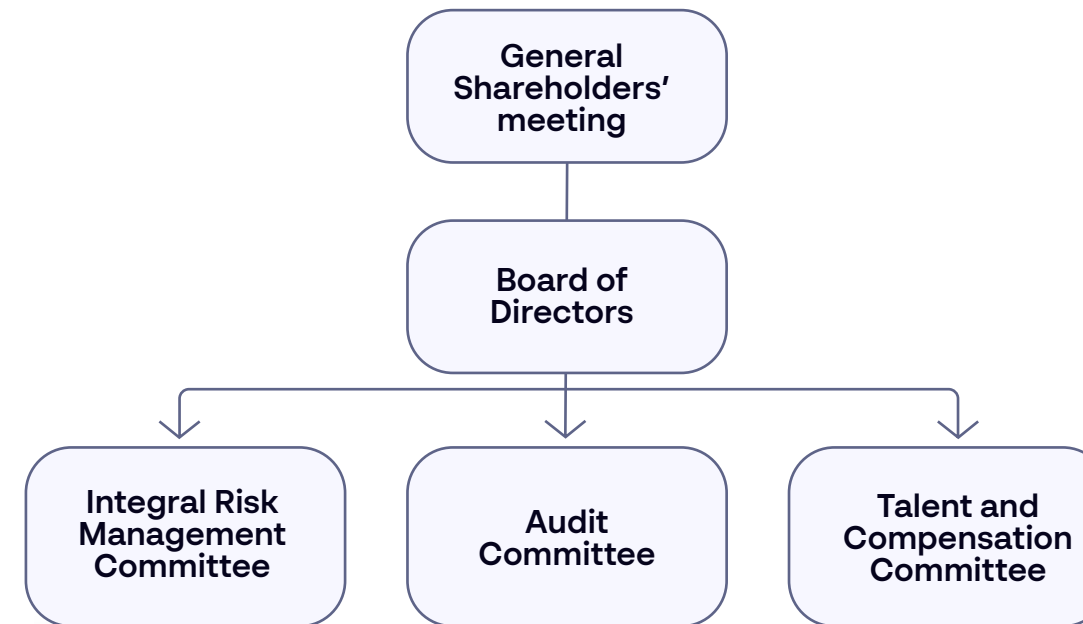 General
Shareholders’
meeting
Board of
Directors
Integral Risk
Management
Committee
Audit
Committee
Talent and
Compensation
Committee